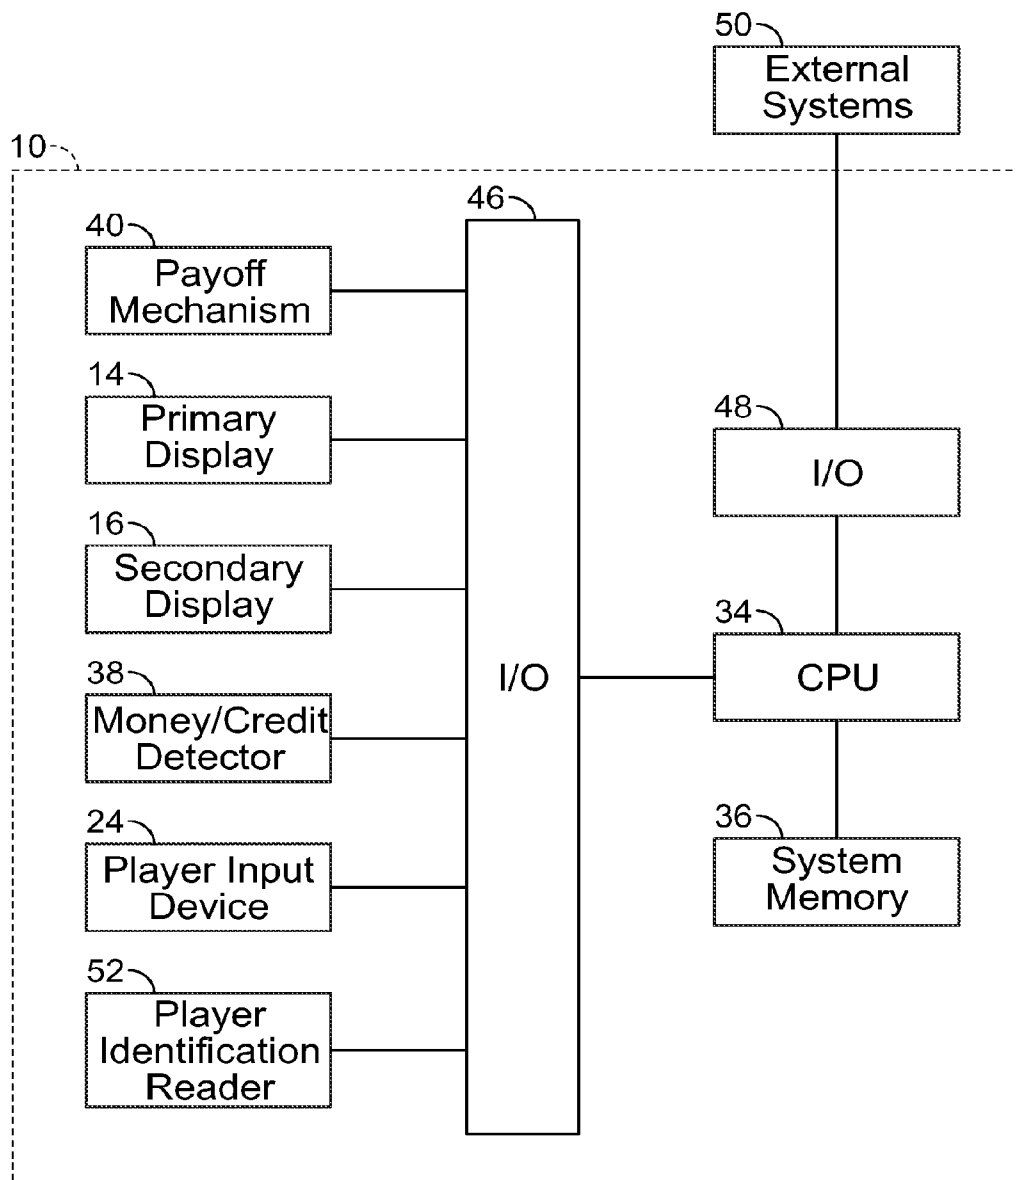 50
External
Systems
10
46
40
Payoff
Mechanism
14
Primary
Display
48
I/O
16
Secondary
Display
34
CPU
I/O
38
Money/Credit
Detector
24
Player Input
Device
36
System
Memory
52
Player
Identification
Reader